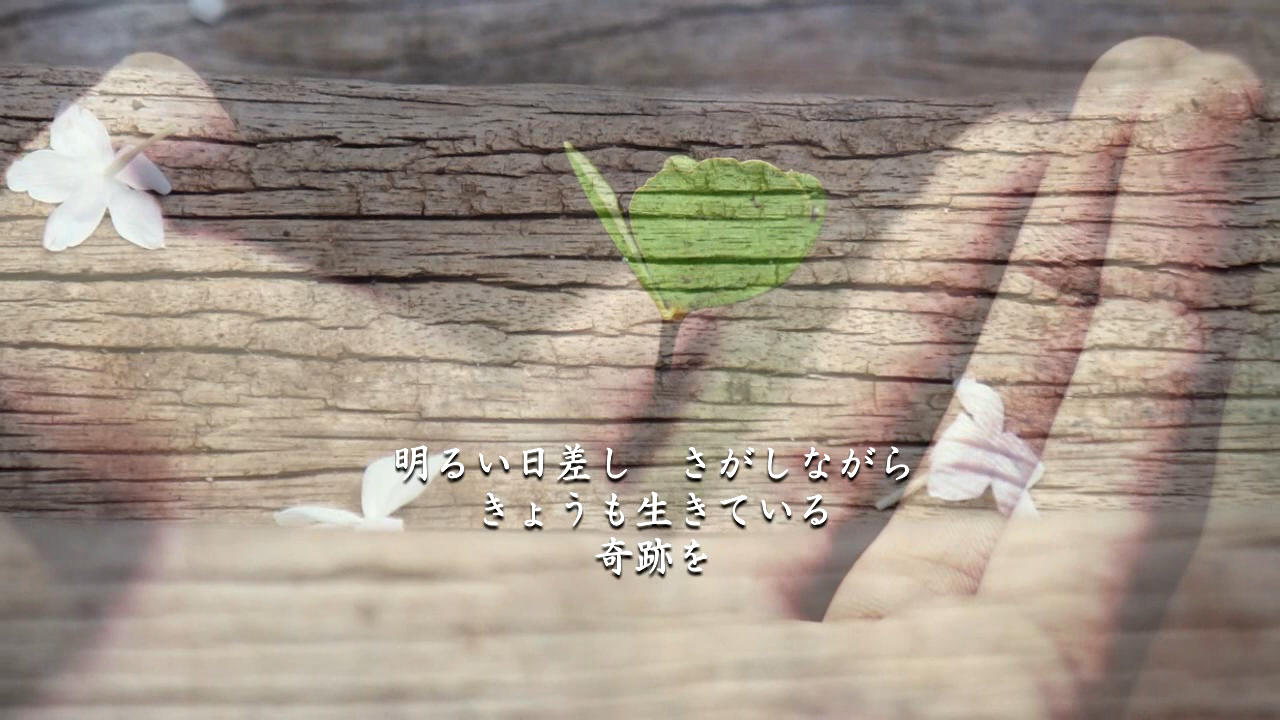 明るい日差し　さがしながら
きょうも生きている
奇跡を